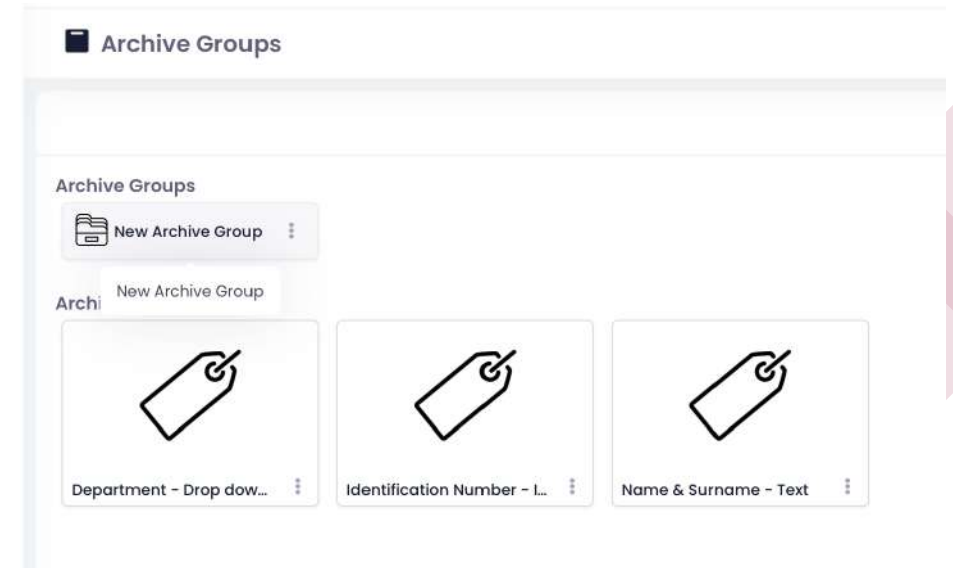 Archive Groups
Archive Groups
New Archive Group
New Archive Group
Archi
Department - Drop dow...
Identification Number - I...
Name & Surname - Text